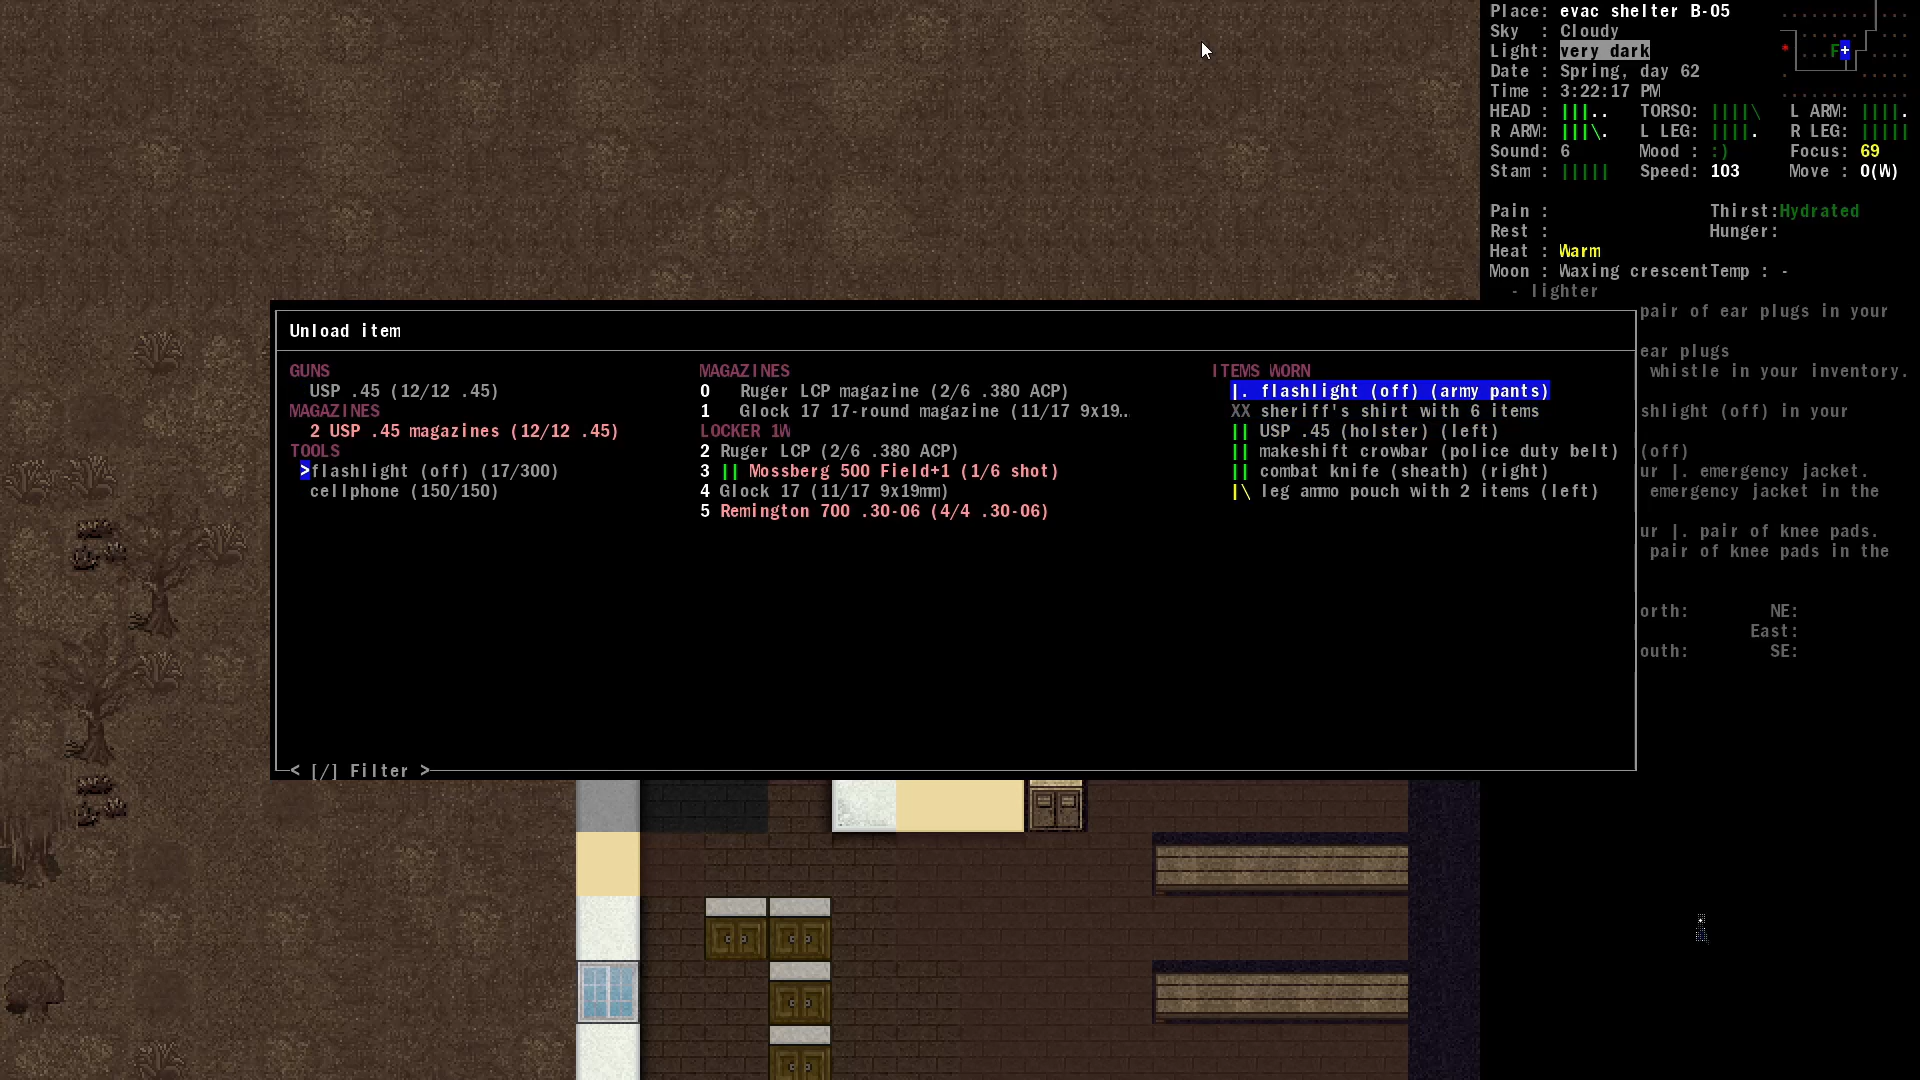 Place: evac shelter B-05
Sky  : Cloudy
Light: very dark
Date : Spring, day 62
Time : 3:22:17 PM
HEAD : |||.. TORSO: ||||\ L ARM: ||||.
R ARM: |||\. L LEG: ||||. R LEG: |||||
Sound: 6 Mood : :) Focus: 69
Stam : ||||| Speed: 103 Move : 0(W)
Pain : Thirst:Hydrated
Rest : Hunger:
Heat : Warm
Moon : Waxing crescentTemp : -
- lighter
pair of ear plugs in your
ear plugs
whistle in your inventory.
shlight (off) in your
(off)
ur |. emergency jacket.
emergency jacket in the
ur |. pair of knee pads.
pair of knee pads in the
orth: NE:
East:
outh: SE:
Unload item
GUNS
USP .45 (12/12 .45)
MAGAZINES
2 USP .45 magazines (12/12 .45)
TOOLS
>flashlight (off) (17/300)
cellphone (150/150)
MAGAZINES
0 Ruger LCP magazine (2/6 .380 ACP)
1 Glock 17 17-round magazine (11/17 9x19…
LOCKER 1W
2 Ruger LCP (2/6 .380 ACP)
3 || Mossberg 500 Field+1 (1/6 shot)
4 Glock 17 (11/17 9x19mm)
5 Remington 700 .30-06 (4/4 .30-06)
ITEMS WORN
|. flashlight (off) (army pants)
XX sheriff's shirt with 6 items
|| USP .45 (holster) (left)
|| makeshift crowbar (police duty belt)
|| combat knife (sheath) (right)
|\ leg ammo pouch with 2 items (left)
< [/] Filter >